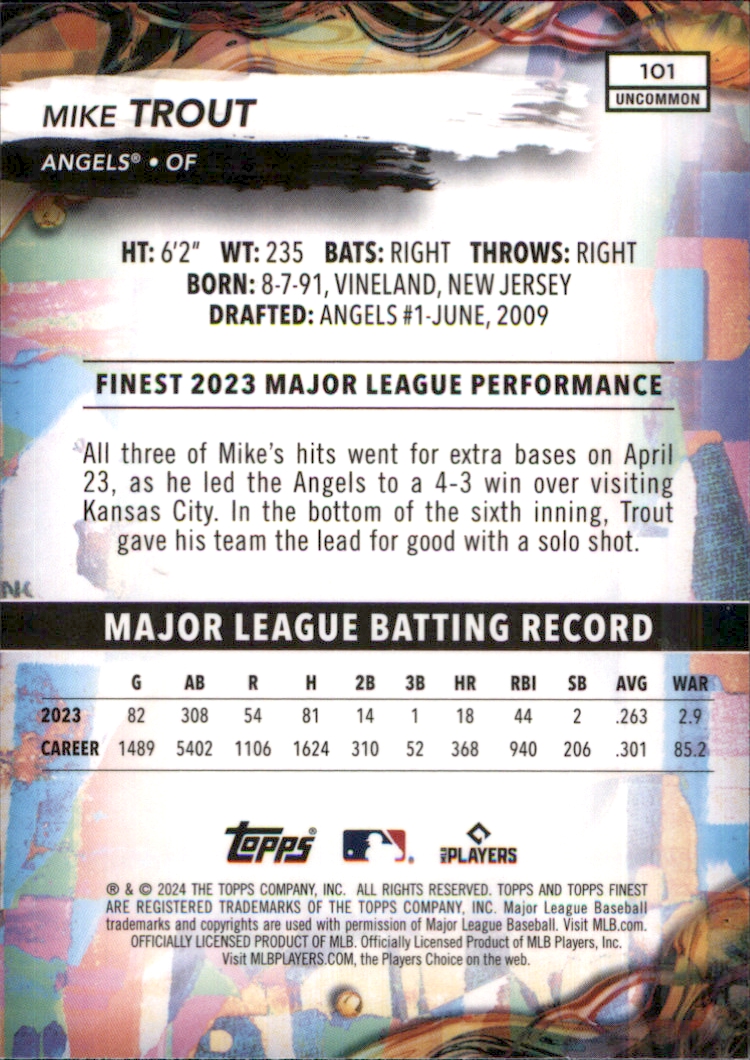 101
UNCOMMON
MIKE TROUT
ANGELS® • OF
HT: 6'2" WT: 235 BATS: RIGHT THROWS: RIGHT
BORN: 8-7-91, VINELAND, NEW JERSEY
DRAFTED: ANGELS #1-JUNE, 2009
FINEST 2023 MAJOR LEAGUE PERFORMANCE
All three of Mike's hits went for extra bases on April
23, as he led the Angels to a 4-3 win over visiting
Kansas City. In the bottom of the sixth inning, Trout
gave his team the lead for good with a solo shot.
MAJOR LEAGUE BATTING RECORD
G AB R H 2B 3B HR RBI SB AVG WAR
2023 82 308 54 81 14 1 18 44 2 .263 2.9
CAREER 1489 5402 1106 1624 310 52 368 940 206 .301 85.2
topps® MLB PLAYERS
® & © 2024 THE TOPPS COMPANY, INC. ALL RIGHTS RESERVED. TOPPS AND TOPPS FINEST
ARE REGISTERED TRADEMARKS OF THE TOPPS COMPANY, INC. Major League Baseball
trademarks and copyrights are used with permission of Major League Baseball. Visit MLB.com.
OFFICIALLY LICENSED PRODUCT OF MLB. Officially Licensed Product of MLB Players, Inc.
Visit MLBPLAYERS.COM, the Players Choice on the web.